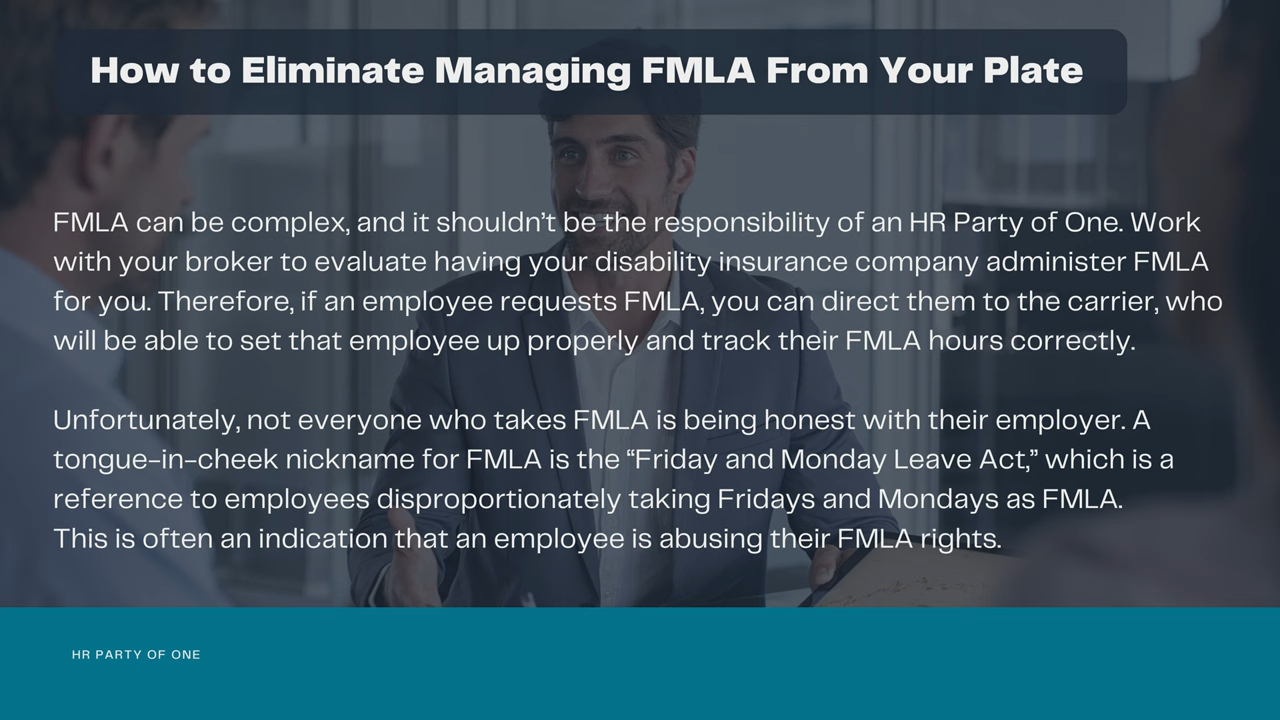 How to Eliminate Managing FMLA From Your Plate
FMLA can be complex, and it shouldn’t be the responsibility of an HR Party of One. Work
with your broker to evaluate having your disability insurance company administer FMLA
for you. Therefore, if an employee requests FMLA, you can direct them to the carrier, who
will be able to set that employee up properly and track their FMLA hours correctly.
Unfortunately, not everyone who takes FMLA is being honest with their employer. A
tongue-in-cheek nickname for FMLA is the “Friday and Monday Leave Act,” which is a
reference to employees disproportionately taking Fridays and Mondays as FMLA.
This is often an indication that an employee is abusing their FMLA rights.
HR PARTY OF ONE